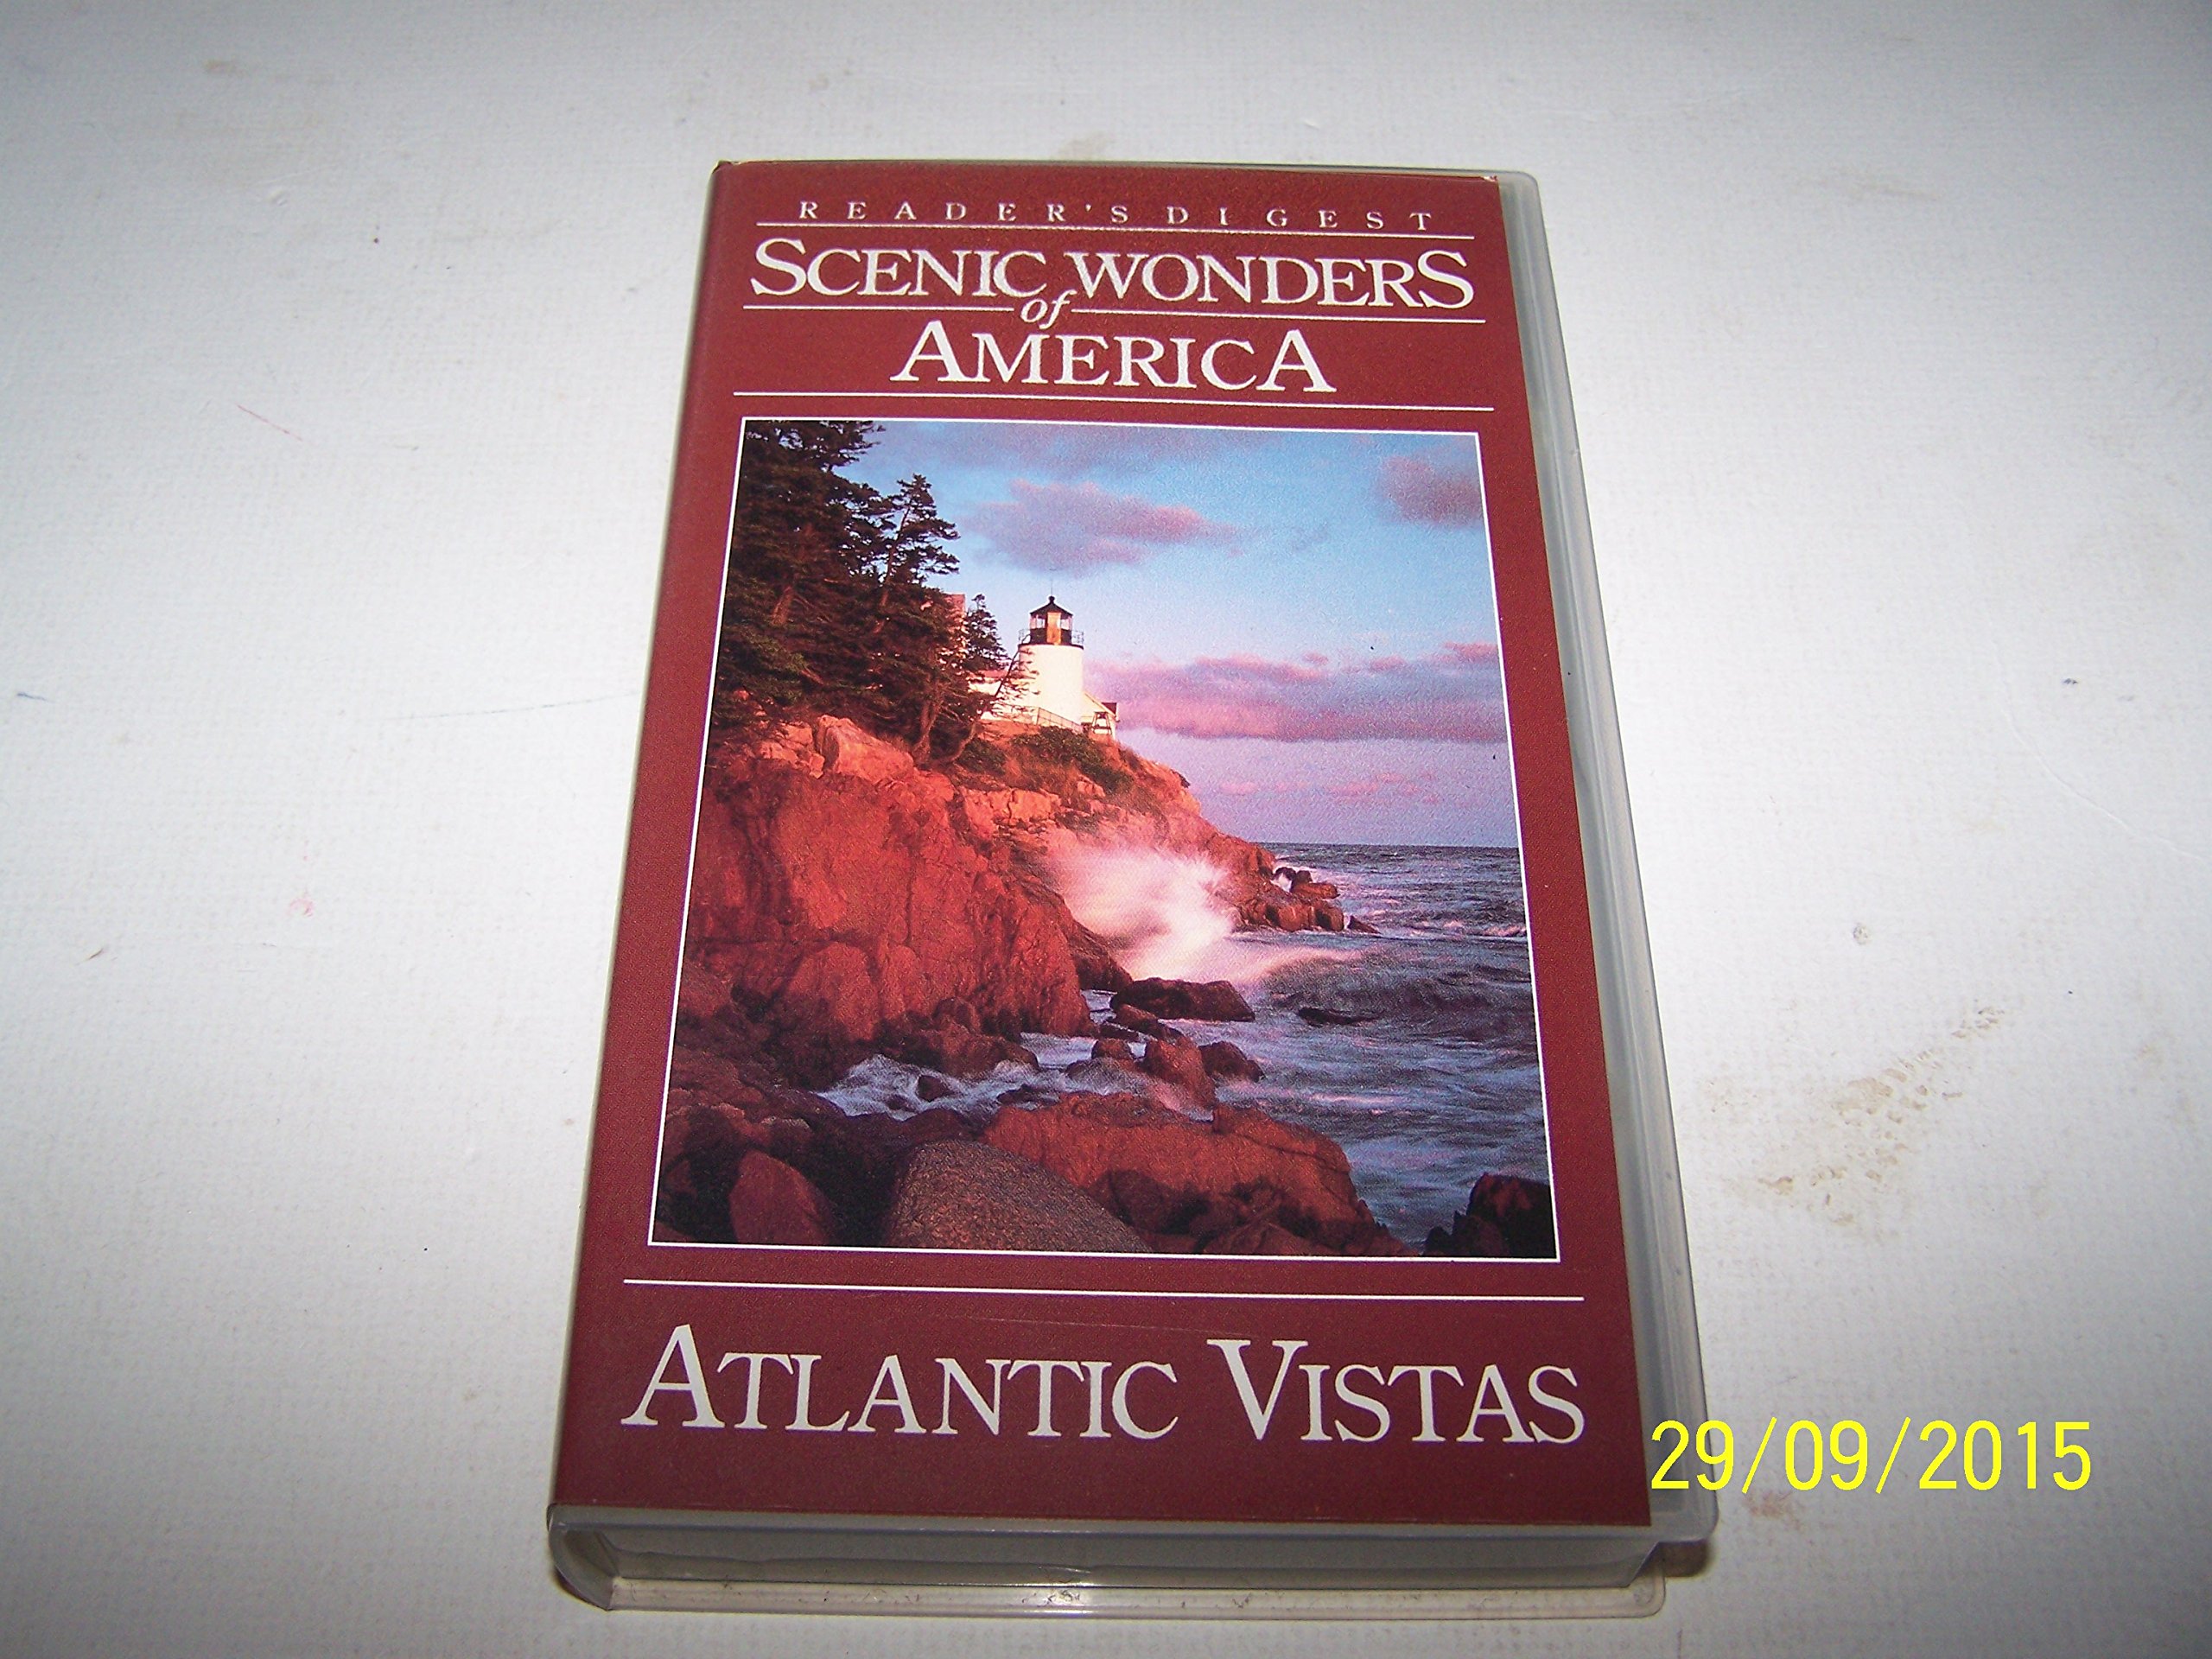 READER'S DIGEST
SCENIC WONDERS
of
AMERICA
ATLANTIC VISTAS
29/09/2015